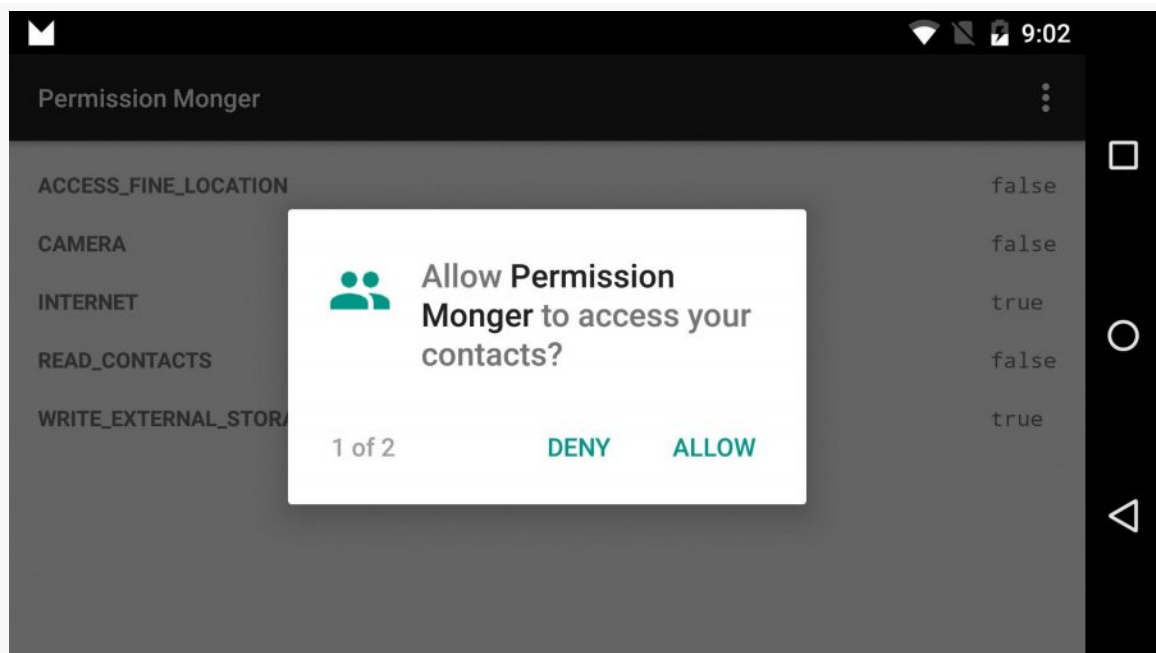 9:02
Permission Monger
ACCESS_FINE_LOCATION false
CAMERA false
INTERNET true
READ_CONTACTS false
WRITE_EXTERNAL_STORA true
Allow Permission
Monger to access your
contacts?
1 of 2 DENY ALLOW